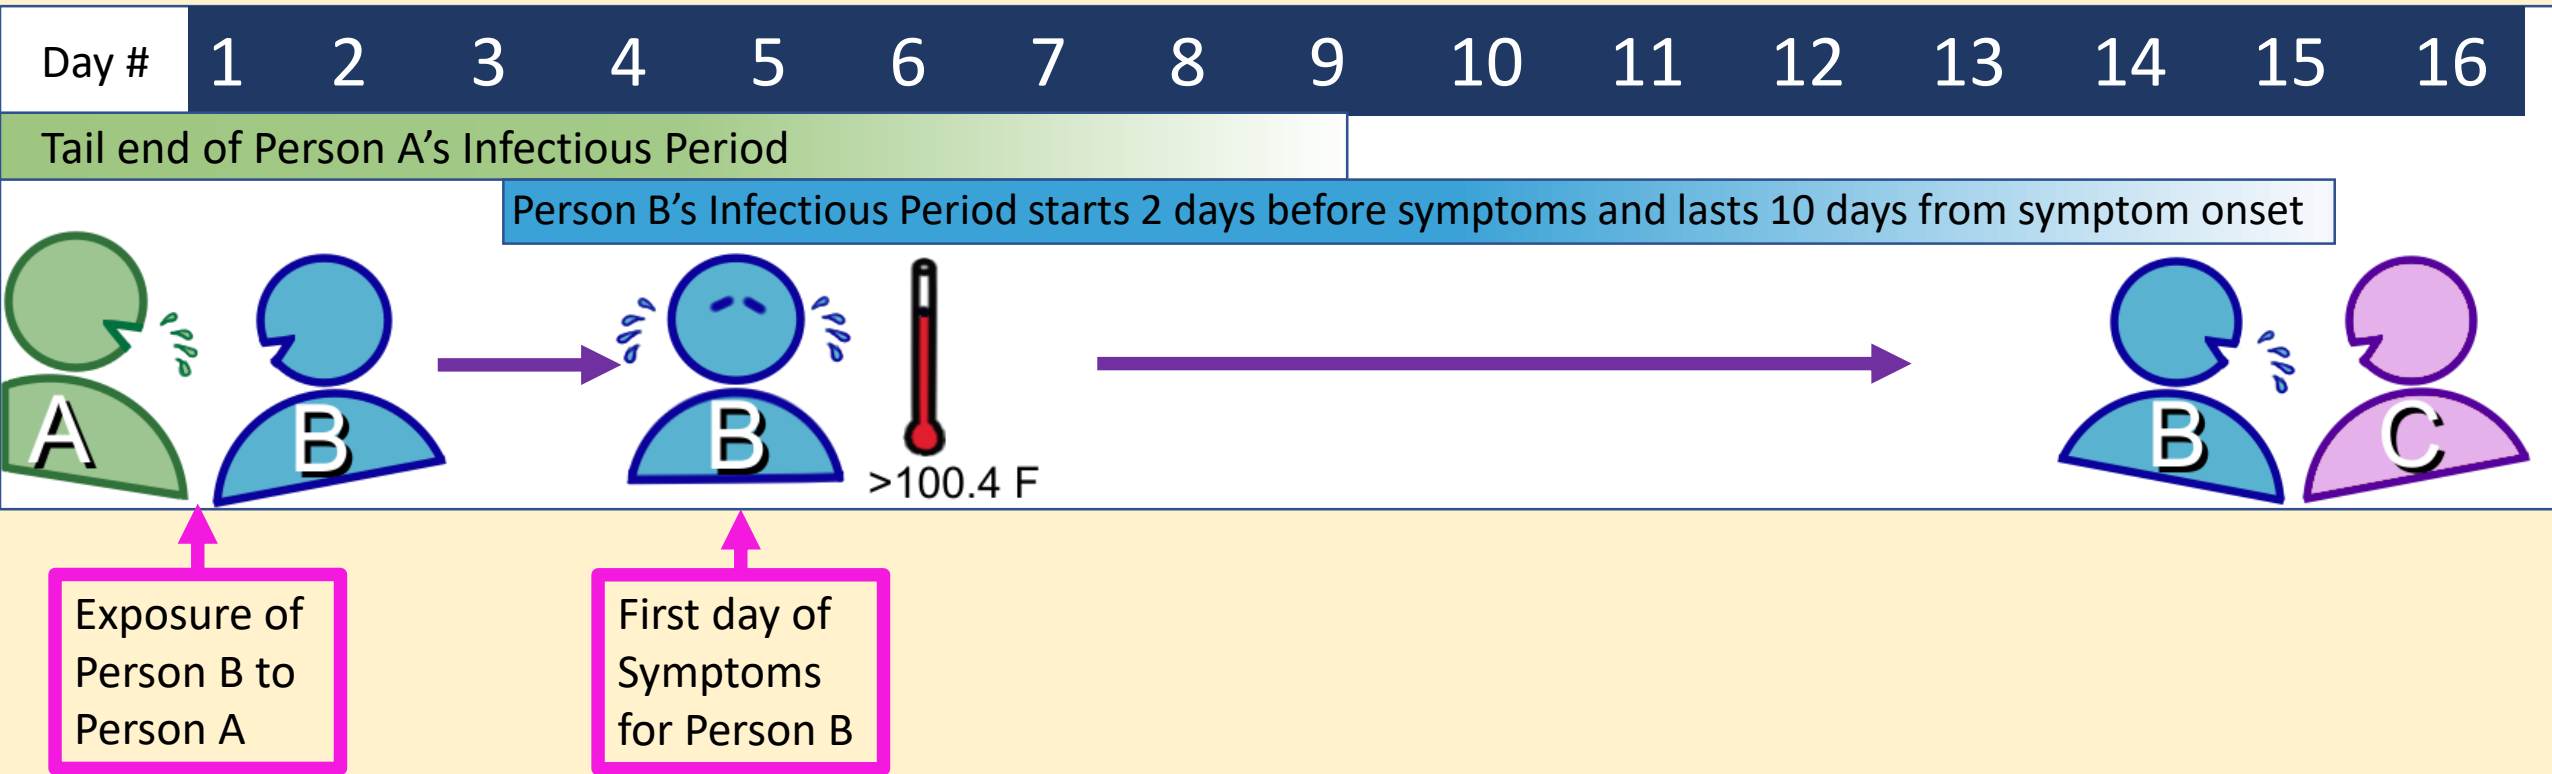 Day # 1 2 3 4 5 6 7 8 9 10 11 12 13 14 15 16
Tail end of Person A’s Infectious Period
Person B’s Infectious Period starts 2 days before symptoms and lasts 10 days from symptom onset
A
B
B
>100.4 F
B
C
Exposure of
Person B to
Person A
First day of
Symptoms
for Person B